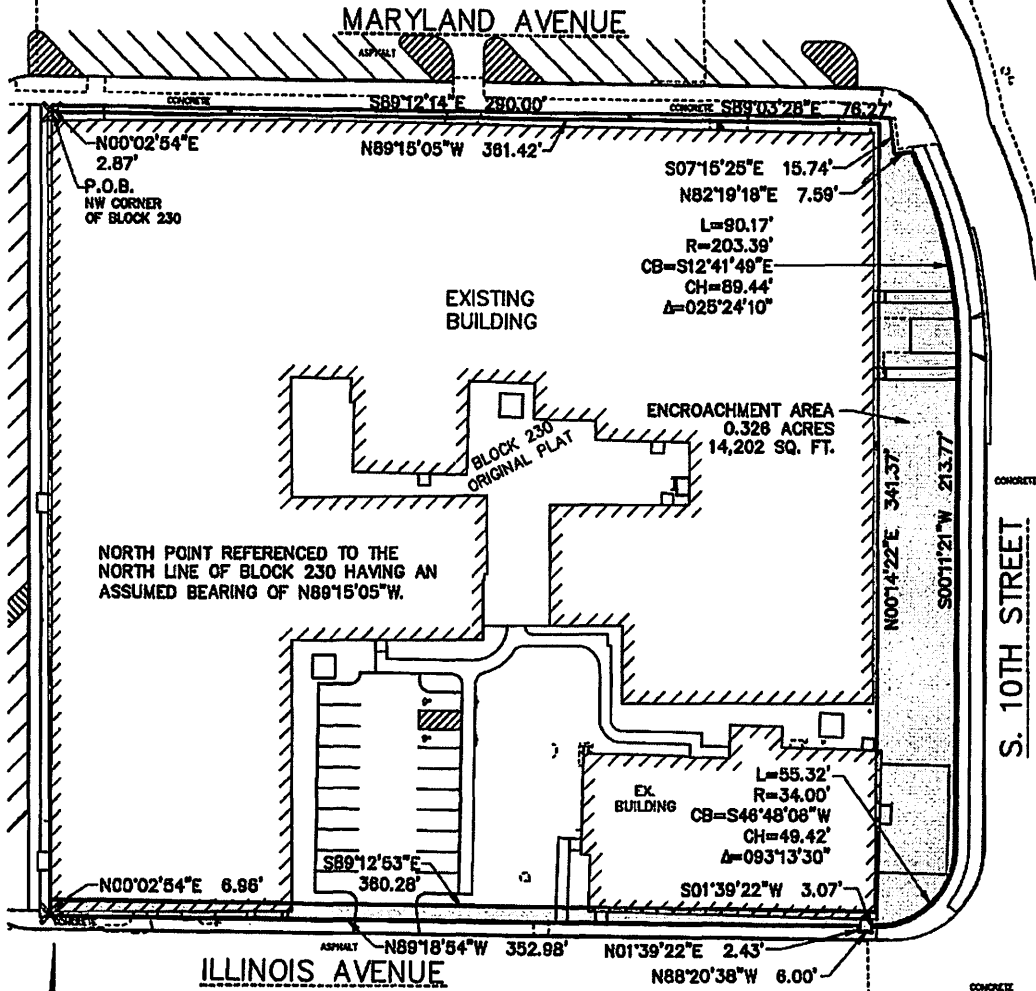 MARYLAND AVENUE
ASPHALT
CONCRETE
S89°12'14"E 290.00'
CONCRETE
S89°03'28"E 76.27'
N00°02'54"E
2.87'
P.O.B.
NW CORNER
OF BLOCK 230
N89°15'05"W 361.42'
S07°15'25"E 15.74'
N82°19'18"E 7.59'
L=90.17'
R=203.39'
CB=S12°41'49"E
CH=89.44'
Δ=025°24'10"
EXISTING
BUILDING
ENCROACHMENT AREA
0.326 ACRES
14,202 SQ. FT.
BLOCK 230
ORIGINAL PLAT
N00°14'22"E 341.37'
S00°11'21"W 213.77'
CONCRETE
S. 10TH STREET
NORTH POINT REFERENCED TO THE
NORTH LINE OF BLOCK 230 HAVING AN
ASSUMED BEARING OF N89°15'05"W.
EX.
BUILDING
L=55.32'
R=34.00'
CB=S46°48'06"W
CH=49.42'
Δ=093°13'30"
S89°12'53"E
360.28'
N00°02'54"E 6.96'
S01°39'22"W 3.07'
CONCRETE
ASPHALT
N89°18'54"W 352.98'
N01°39'22"E 2.43'
N88°20'38"W 6.00'
ILLINOIS AVENUE
CONCRETE